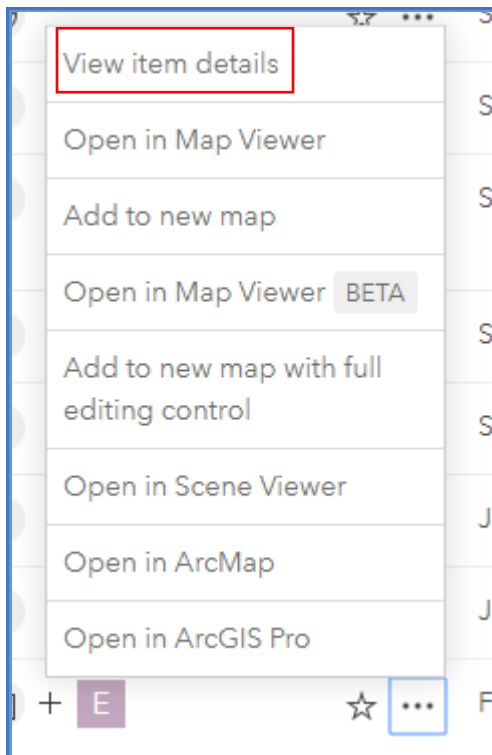 View item details
Open in Map Viewer
Add to new map
Open in Map Viewer BETA
Add to new map with full
editing control
Open in Scene Viewer
Open in ArcMap
Open in ArcGIS Pro
E
S
S
S
S
J
J
F